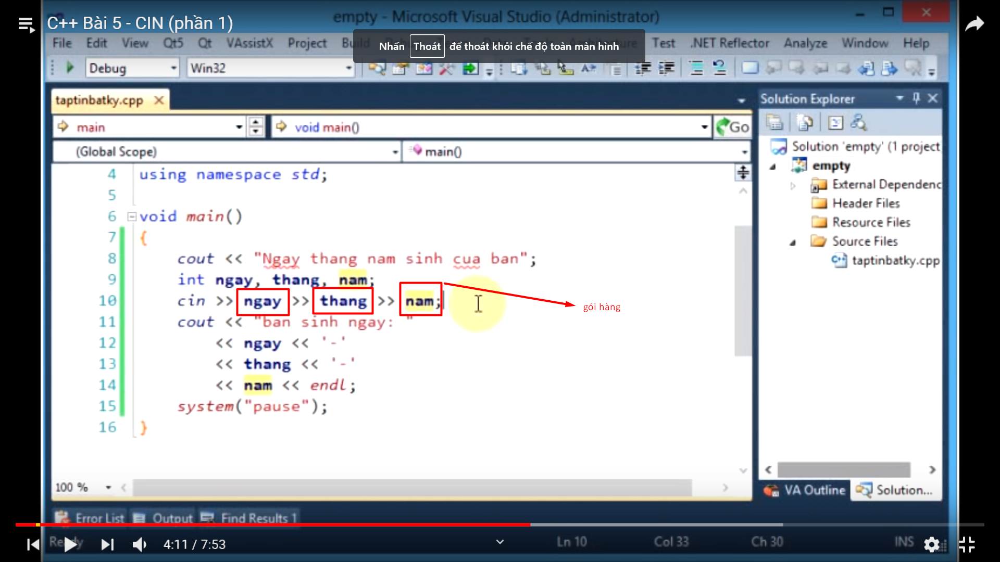 C++ Bài 5 - CIN (phần 1)
empty - Microsoft Visual Studio (Administrator)
File Edit View Qt5 Qt VAssistX Project Test .NET Reflector Analyze Window Help
Nhấn Thoát để thoát khỏi chế độ toàn màn hình
Debug Win32
taptinbatky.cpp
main
void main()
Go
(Global Scope)
main()
4 using namespace std;
5
6 void main()
7 {
8 cout << "Ngay thang nam sinh cua ban";
9 int ngay, thang, nam;
10 cin >> ngay >> thang >> nam;
gói hàng
11 cout << "ban sinh ngay: "
12 << ngay << '-'
13 << thang << '-'
14 << nam << endl;
15 system("pause");
16 }
100 %
Solution Explorer
Solution 'empty' (1 project
empty
External Dependenc
Header Files
Resource Files
Source Files
taptinbatky.cpp
VA Outline Solution...
Error List Output Find Results 1
Ready
4:11 / 7:53
Ln 10 Col 33 Ch 30 INS